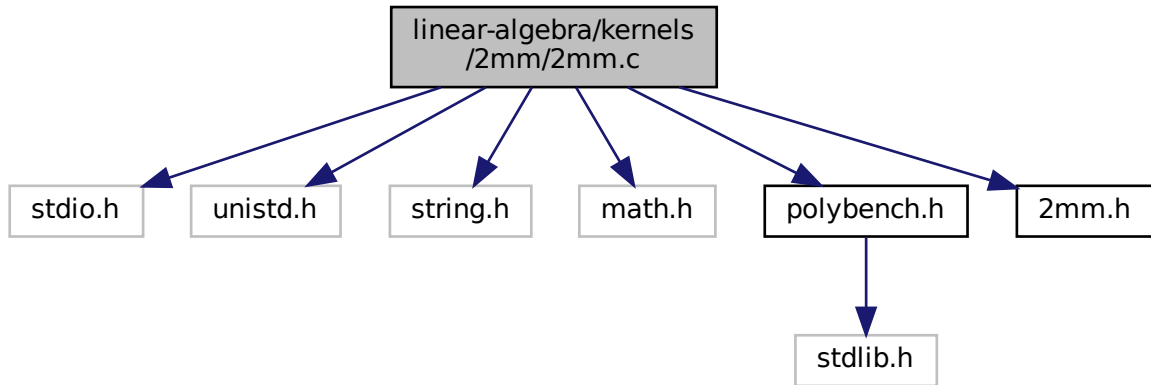 linear-algebra/kernels
/2mm/2mm.c
stdio.h
unistd.h
string.h
math.h
polybench.h
2mm.h
stdlib.h